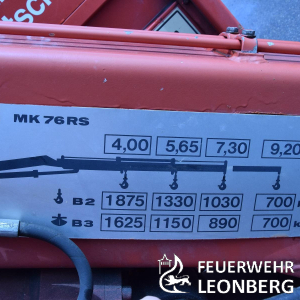 tsch
MK 76 RS
4,00 5,65 7,30 9,20
B2 1875 1330 1030 700
B3 1625 1150 890 700 k
FEUERWEHR
LEONBERG